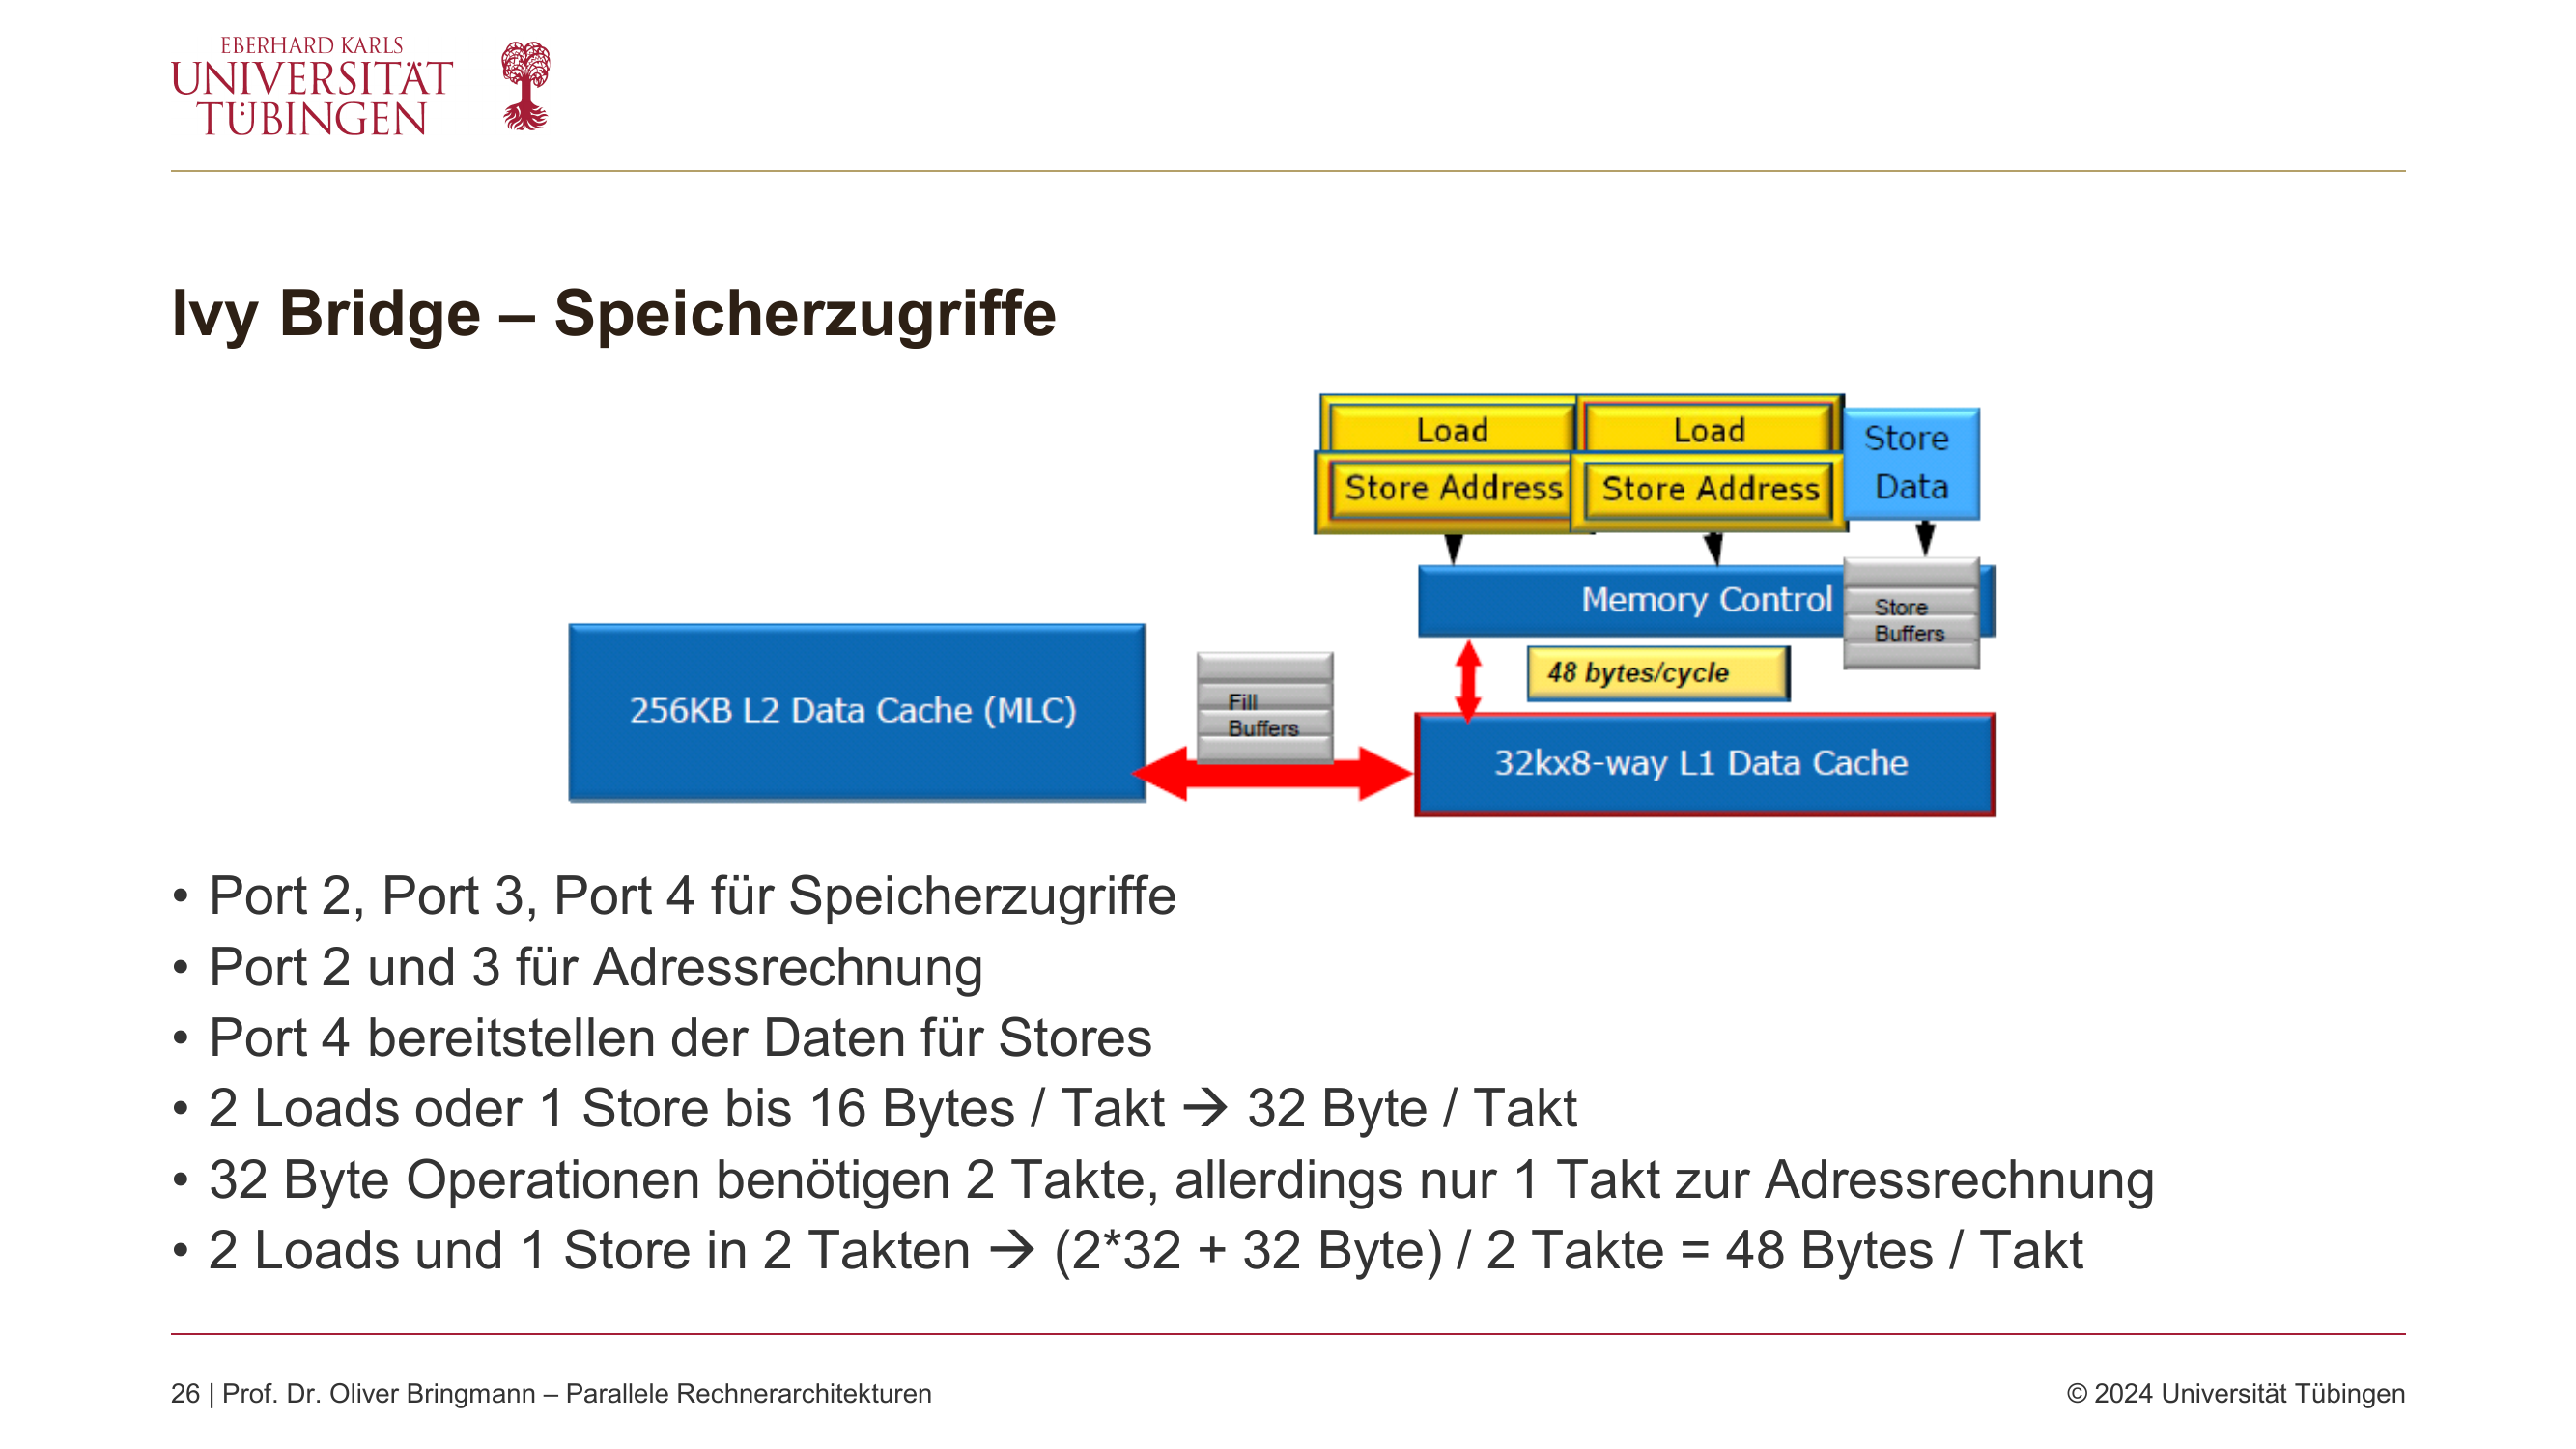 EBERHARD KARLS
UNIVERSITÄT
TÜBINGEN
Ivy Bridge – Speicherzugriffe
Load
Load
Store
Data
Store Address
Store Address
Memory Control
Store
Buffers
48 bytes/cycle
256KB L2 Data Cache (MLC)
Fill
Buffers
32kx8-way L1 Data Cache
• Port 2, Port 3, Port 4 für Speicherzugriffe
• Port 2 und 3 für Adressrechnung
• Port 4 bereitstellen der Daten für Stores
• 2 Loads oder 1 Store bis 16 Bytes / Takt → 32 Byte / Takt
• 32 Byte Operationen benötigen 2 Takte, allerdings nur 1 Takt zur Adressrechnung
• 2 Loads und 1 Store in 2 Takten → (2*32 + 32 Byte) / 2 Takte = 48 Bytes / Takt
26 | Prof. Dr. Oliver Bringmann – Parallele Rechnerarchitekturen
© 2024 Universität Tübingen